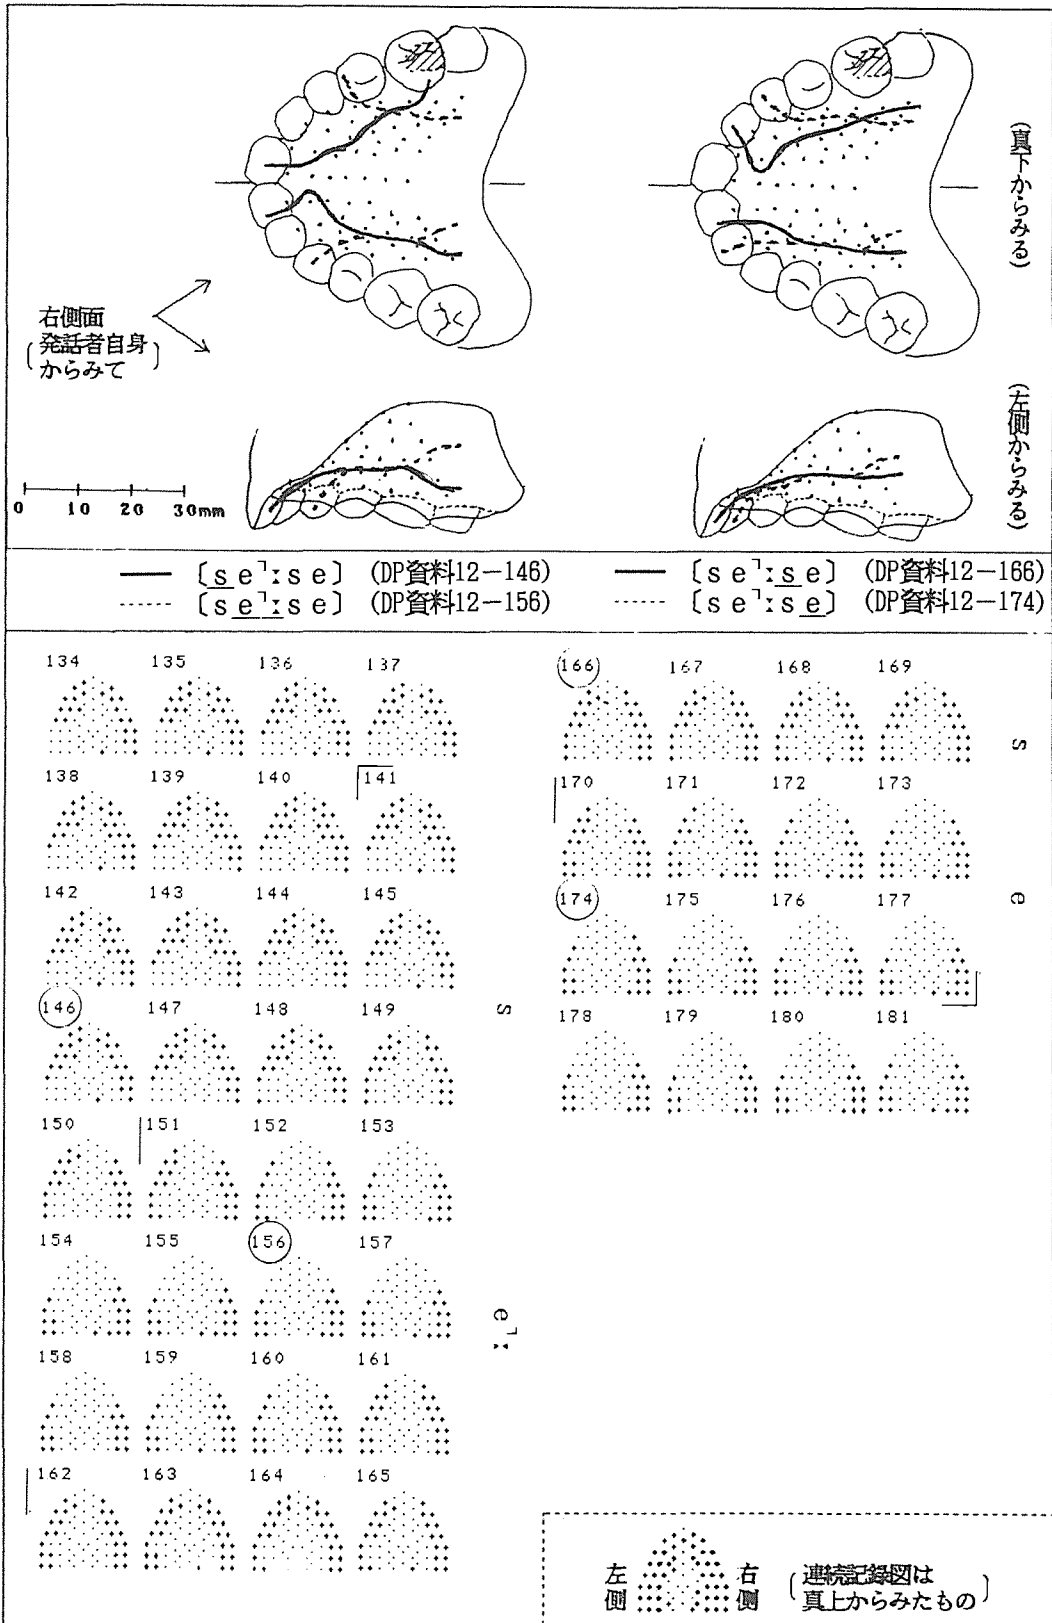 (真下からみる)
右側面
(発話者自身)
からみて
(左側からみる)
0 10 20 30mm
[se˺ːse] (DP資料12−146)
[se˺ːse] (DP資料12−166)
[se˺ːse] (DP資料12−156)
[se˺ːse] (DP資料12−174)
134 135 136 137
138 139 140 141
142 143 144 145
146 147 148 149
s
150 151 152 153
154 155 156 157
e˺ː
158 159 160 161
162 163 164 165
166 167 168 169
s
170 171 172 173
174 175 176 177
e
178 179 180 181
左側
右側
(連続記録図は
真上からみたもの)